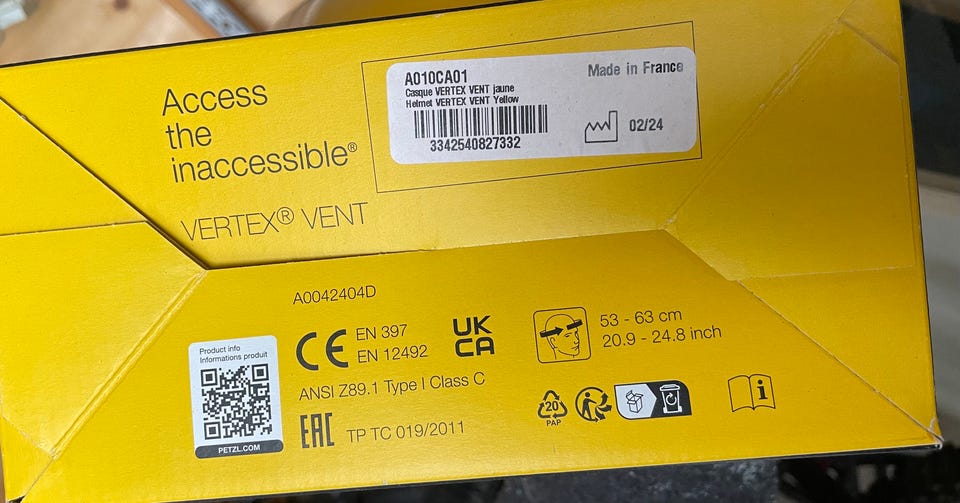 Access
the
inaccessible®
A010CA01
Made in France
Casque VERTEX VENT jaune
Helmet VERTEX VENT Yellow
3342540827332
02/24
VERTEX® VENT
A0042404D
Product info
Informations produit
PETZL.COM
CE
EN 397
EN 12492
UK
CA
ANSI Z89.1 Type I Class C
EAC TP TC 019/2011
53 - 63 cm
20.9 - 24.8 inch
20
PAP
i